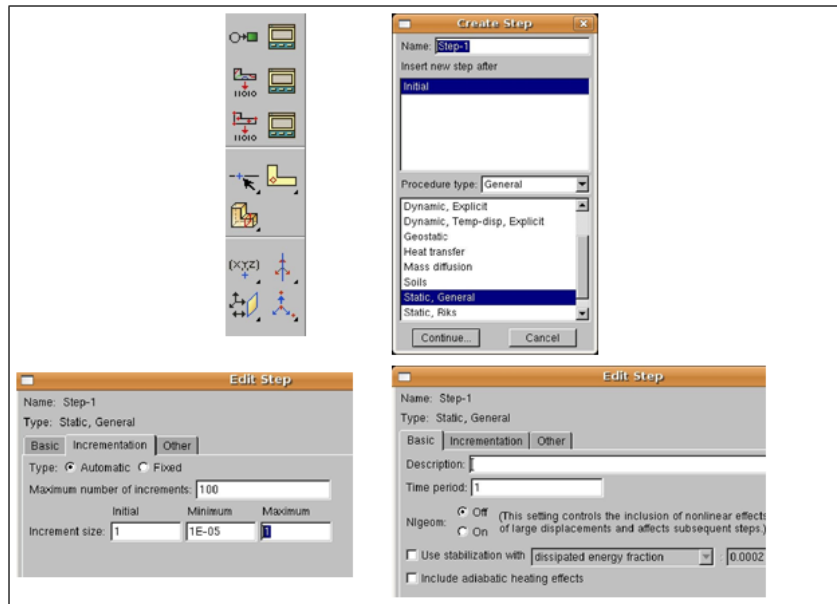 11010
11010
(XYZ)
Create Step
Name: Step-1
Insert new step after
Initial
Procedure type: General
Dynamic, Explicit
Dynamic, Temp-disp, Explicit
Geostatic
Heat transfer
Mass diffusion
Soils
Static, General
Static, Riks
Continue... Cancel
Edit Step
Name: Step-1
Type: Static, General
Basic Incrementation Other
Type: Automatic Fixed
Maximum number of increments: 100
Initial Minimum Maximum
Increment size: 1 1E-05 1
Edit Step
Name: Step-1
Type: Static, General
Basic Incrementation Other
Description:
Time period: 1
Nlgeom: Off (This setting controls the inclusion of nonlinear effects
On of large displacements and affects subsequent steps.)
Use stabilization with dissipated energy fraction : 0.0002
Include adiabatic heating effects